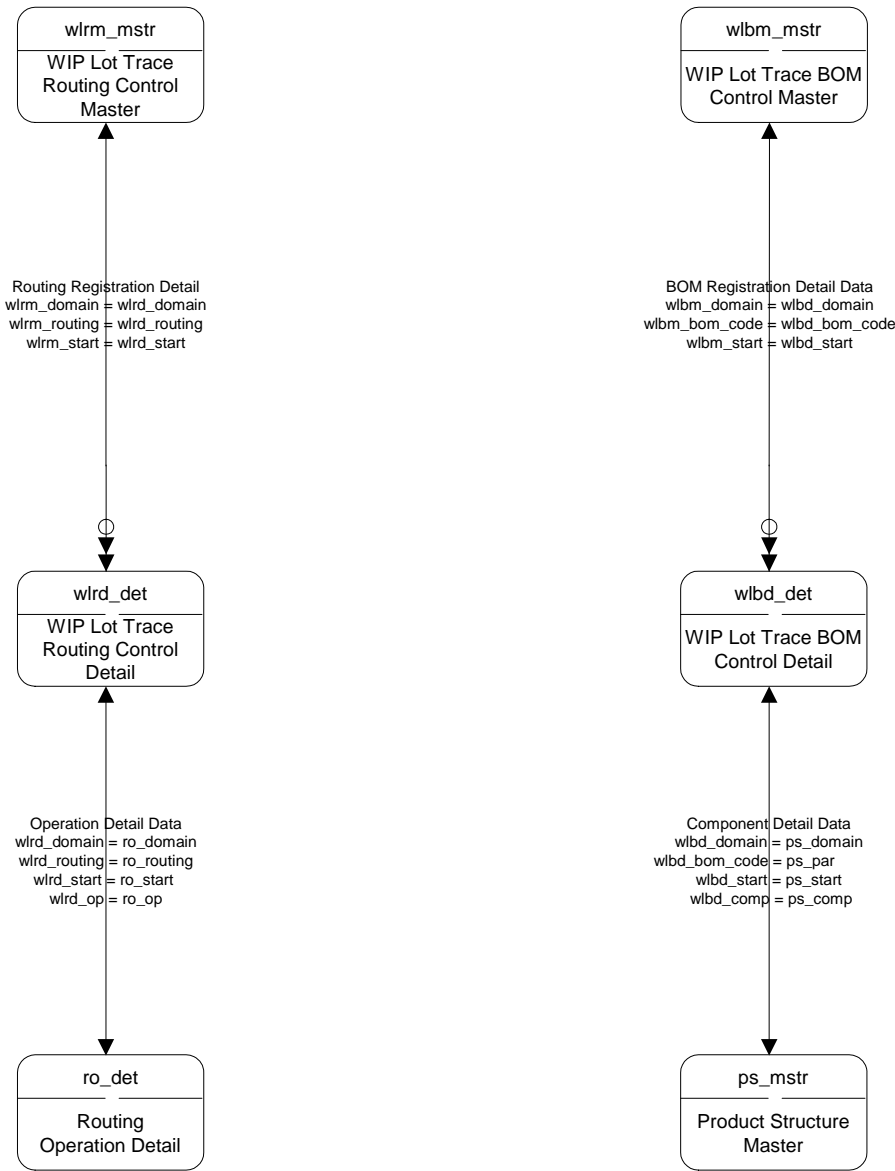 wlrm_mstr
WIP Lot Trace
Routing Control
Master
wlbm_mstr
WIP Lot Trace BOM
Control Master
Routing Registration Detail
wlrm_domain = wlrd_domain
wlrm_routing = wlrd_routing
wlrm_start = wlrd_start
BOM Registration Detail Data
wlbm_domain = wlbd_domain
wlbm_bom_code = wlbd_bom_code
wlbm_start = wlbd_start
wlrd_det
WIP Lot Trace
Routing Control
Detail
wlbd_det
WIP Lot Trace BOM
Control Detail
Operation Detail Data
wlrd_domain = ro_domain
wlrd_routing = ro_routing
wlrd_start = ro_start
wlrd_op = ro_op
Component Detail Data
wlbd_domain = ps_domain
wlbd_bom_code = ps_par
wlbd_start = ps_start
wlbd_comp = ps_comp
ro_det
Routing
Operation Detail
ps_mstr
Product Structure
Master